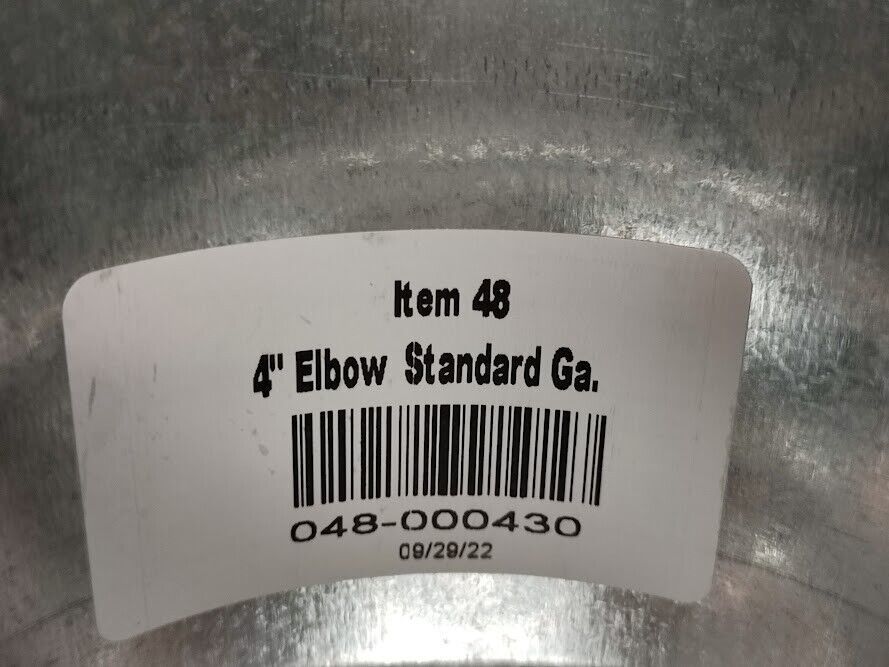 Item 48
4" Elbow Standard Ga.
048-000430
09/29/22